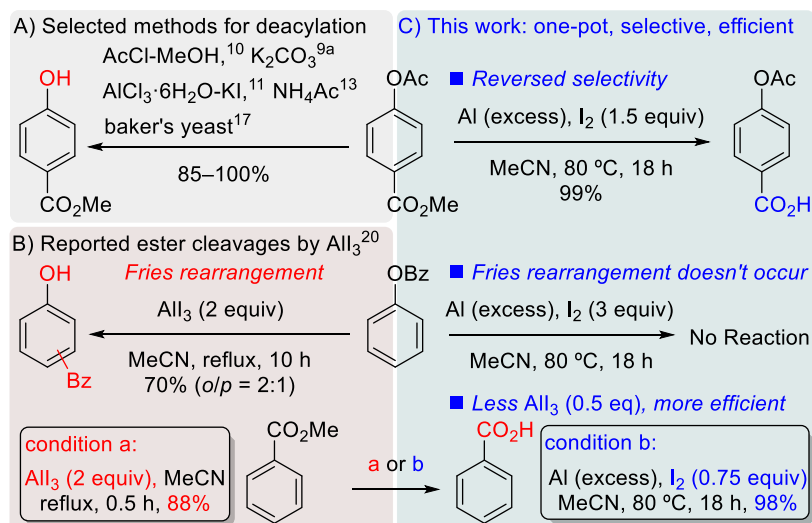 A) Selected methods for deacylation
OH
CO₂Me
AcCl-MeOH,¹⁰ K₂CO₃⁹ᵃ
AlCl₃·6H₂O-KI,¹¹ NH₄Ac¹³
baker's yeast¹⁷
85–100%
OAc
CO₂Me
C) This work: one-pot, selective, efficient
■ Reversed selectivity
Al (excess), I₂ (1.5 equiv)
MeCN, 80 ºC, 18 h
99%
OAc
CO₂H
B) Reported ester cleavages by AlI₃²⁰
OH
Bz
Fries rearrangement
AlI₃ (2 equiv)
MeCN, reflux, 10 h
70% (o/p = 2:1)
OBz
■ Fries rearrangement doesn't occur
Al (excess), I₂ (3 equiv)
MeCN, 80 ºC, 18 h
No Reaction
■ Less AlI₃ (0.5 eq), more efficient
condition a:
AlI₃ (2 equiv), MeCN
reflux, 0.5 h, 88%
CO₂Me
a or b
CO₂H
condition b:
Al (excess), I₂ (0.75 equiv)
MeCN, 80 ºC, 18 h, 98%